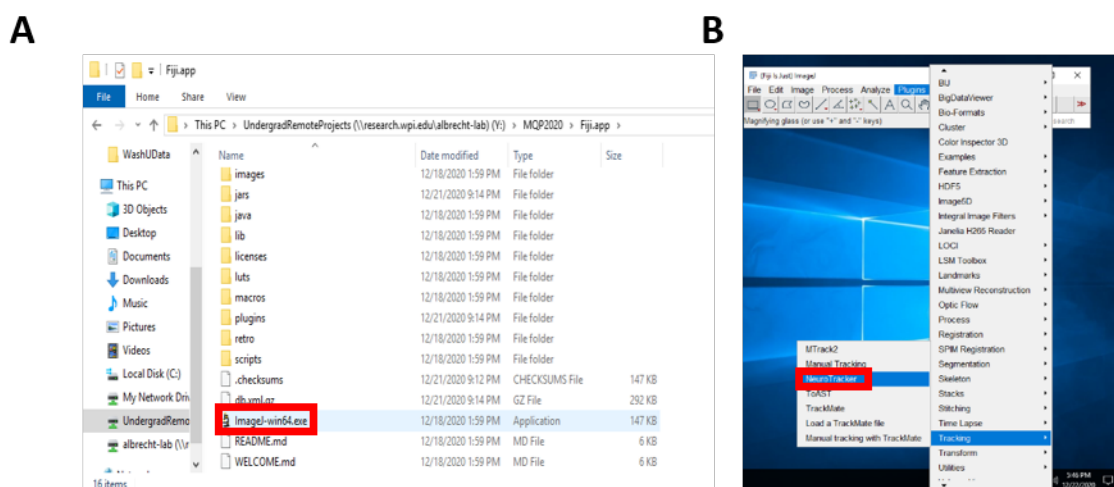 A
B
Fiji.app
File Home Share View
This PC > UndergradRemoteProjects (\\research.wpi.edu\albrecht-lab) (Y:) > MQP2020 > Fiji.app >
WashUData
This PC
3D Objects
Desktop
Documents
Downloads
Music
Pictures
Videos
Local Disk (C:)
My Network Driv
UndergradRemo
albrecht-lab (\\r
16 items
Name Date modified Type Size
images 12/18/2020 1:59 PM File folder
jars 12/21/2020 9:14 PM File folder
java 12/18/2020 1:59 PM File folder
lib 12/18/2020 1:59 PM File folder
licenses 12/18/2020 1:59 PM File folder
luts 12/18/2020 1:59 PM File folder
macros 12/18/2020 1:59 PM File folder
plugins 12/21/2020 9:14 PM File folder
retro 12/18/2020 1:59 PM File folder
scripts 12/18/2020 1:59 PM File folder
.checksums 12/21/2020 9:12 PM CHECKSUMS File 147 KB
db.xml.gz 12/21/2020 9:14 PM GZ File 292 KB
ImageJ-win64.exe 12/18/2020 1:59 PM Application 147 KB
README.md 12/18/2020 1:59 PM MD File 6 KB
WELCOME.md 12/18/2020 1:59 PM MD File 6 KB
(Fiji Is Just) ImageJ
File Edit Image Process Analyze Plugins
Magnifying glass (or use "+" and "-" keys)
BIJ
BigDataViewer
Bio-Formats
Cluster
Color Inspector 3D
Examples
Feature Extraction
HDF5
Image5D
Integral Image Filters
Janelia H265 Reader
LOCI
LSM Toolbox
Landmarks
Multiview Reconstruction
Optic Flow
Process
Registration
SPIM Registration
Segmentation
Skeleton
Stacks
Stitching
Time Lapse
Tracking
Transform
Utilities
MTrack2
Manual Tracking
NeuroTracker
ToAST
TrackMate
Load a TrackMate file
Manual tracking with TrackMate
5:46 PM
12/22/2020